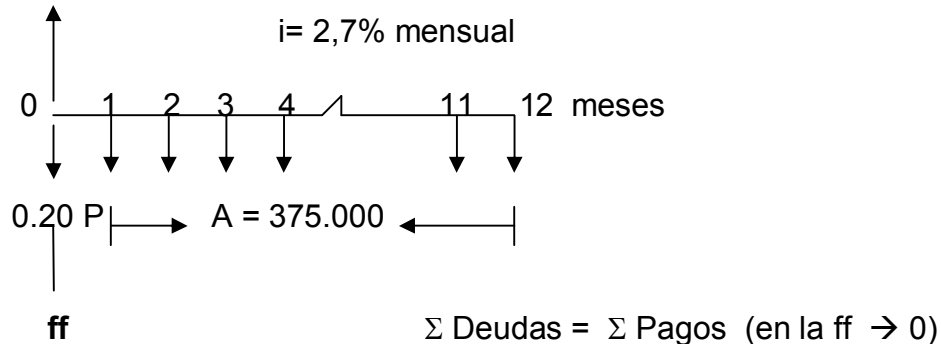 i= 2,7% mensual
0 1 2 3 4 11 12 meses
0.20 P A = 375.000
ff Σ Deudas = Σ Pagos (en la ff → 0)